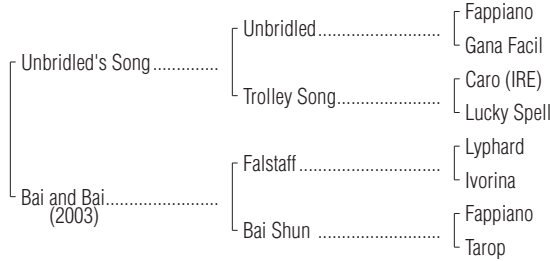 Fappiano
Unbridled........................
Gana Facil
Unbridled's Song.............
Caro (IRE)
Trolley Song....................
Lucky Spell
Lyphard
Falstaff ...........................
Ivorina
Bai and Bai......................
(2003)
Fappiano
Bai Shun ........................
Tarop